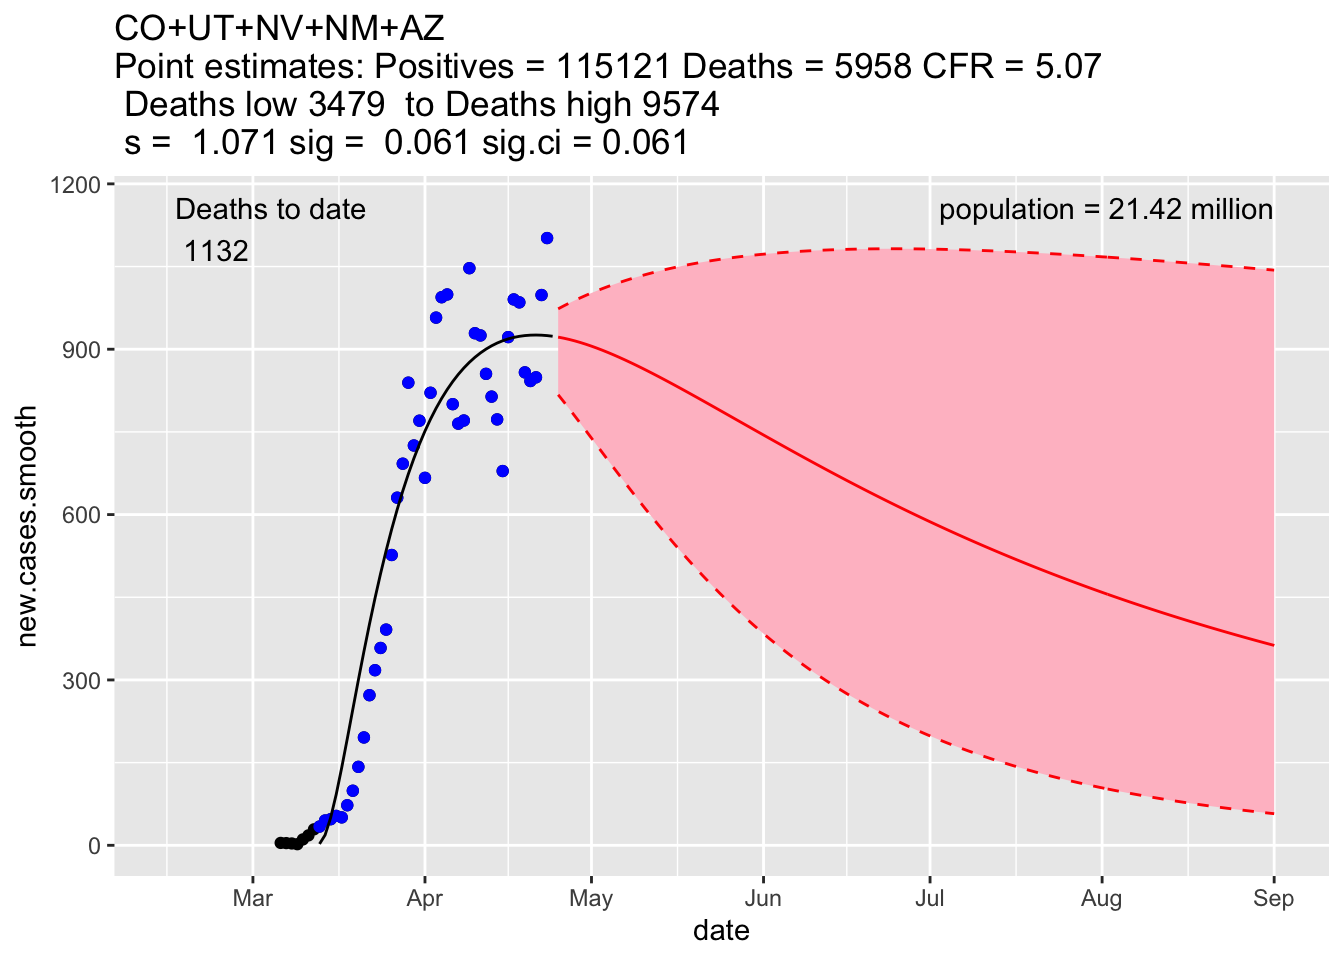 CO+UT+NV+NM+AZ
Point estimates: Positives = 115121 Deaths = 5958 CFR = 5.07
Deaths low 3479  to Deaths high 9574
s =  1.071 sig =  0.061 sig.ci = 0.061
Deaths to date
1132
population = 21.42 million
1200
900
600
300
0
new.cases.smooth
Mar Apr May Jun Jul Aug Sep
date